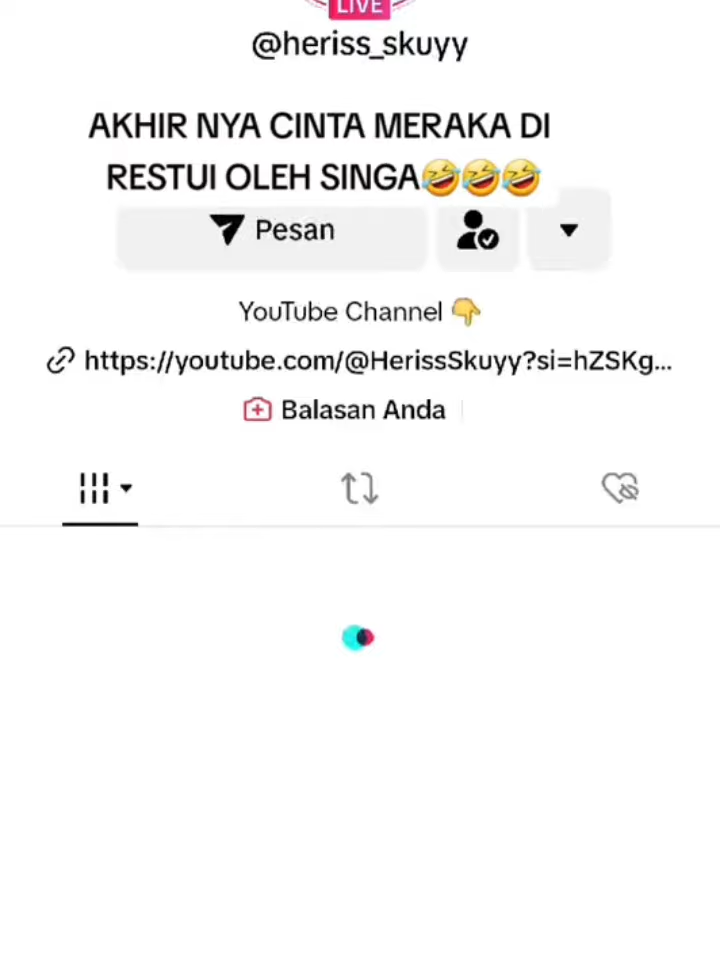 LIVE
@heriss_skuyy
AKHIR NYA CINTA MERAKA DI
RESTUI OLEH SINGA🤣🤣🤣
Pesan
YouTube Channel 👇
https://youtube.com/@HerissSkuyy?si=hZSKg...
Balasan Anda